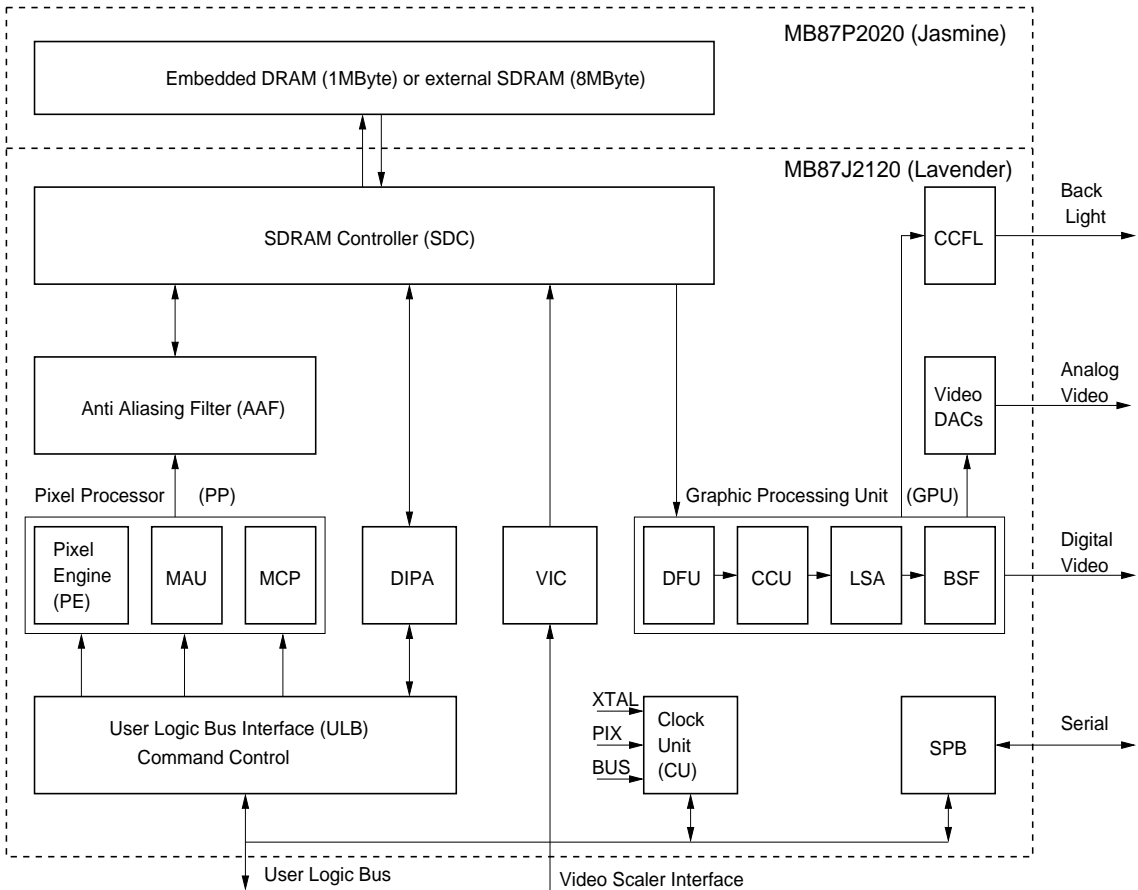 MB87P2020 (Jasmine)
Embedded DRAM (1MByte) or external SDRAM (8MByte)
MB87J2120 (Lavender)
SDRAM Controller (SDC)
CCFL
Back
Light
Anti Aliasing Filter (AAF)
Video
DACs
Analog
Video
Pixel Processor (PP)
Graphic Processing Unit (GPU)
Pixel
Engine
(PE)
MAU
MCP
DIPA
VIC
DFU
CCU
LSA
BSF
Digital
Video
User Logic Bus Interface (ULB)
Command Control
XTAL
PIX
BUS
Clock
Unit
(CU)
SPB
Serial
User Logic Bus
Video Scaler Interface